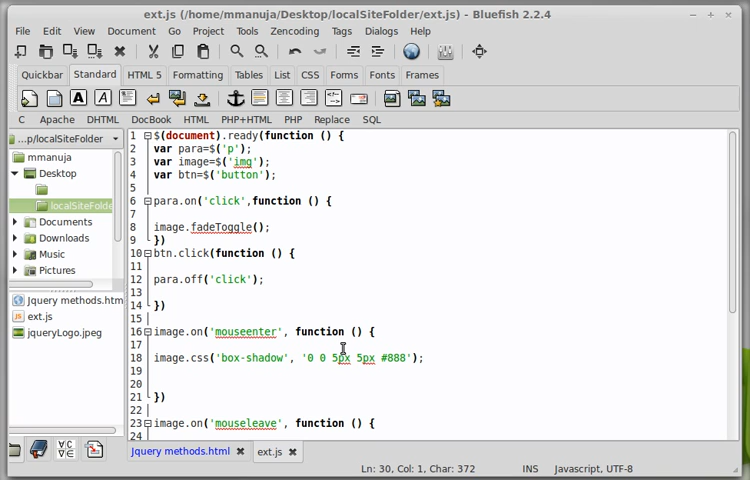 ext.js (/home/mmanuja/Desktop/localSiteFolder/ext.js) - Bluefish 2.2.4
File Edit View Document Go Project Tools Encoding Tags Dialogs Help
Quickbar Standard HTML 5 Formatting Tables List CSS Forms Fonts Frames
C Apache DHTML DocBook HTML PHP+HTML PHP Replace SQL
...p/localSiteFolder
mmanuja
Desktop
localSiteFolde
Documents
Downloads
Music
Pictures
Jquery methods.htm
ext.js
jqueryLogo.jpeg
1 $(document).ready(function () {
2 var para=$('p');
3 var image=$('img');
4 var btn=$('button');
5
6 para.on('click',function () {
7
8 image.fadeToggle();
9 })
10 btn.click(function () {
11
12 para.off('click');
13
14 })
15
16 image.on('mouseenter', function () {
17
18 image.css('box-shadow', '0 0 5px 5px #888');
19
20
21 })
22
23 image.on('mouseleave', function () {
24
Jquery methods.html ext.js
Ln: 30, Col: 1, Char: 372 INS Javascript, UTF-8